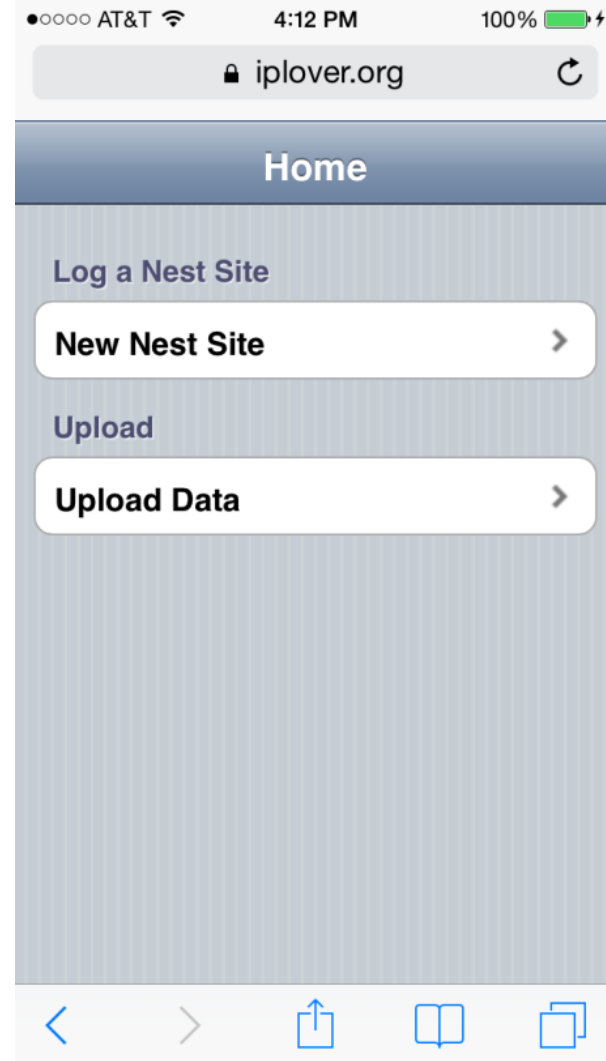 AT&T 4:12 PM 100%
iplover.org
Home
Log a Nest Site
New Nest Site
Upload
Upload Data